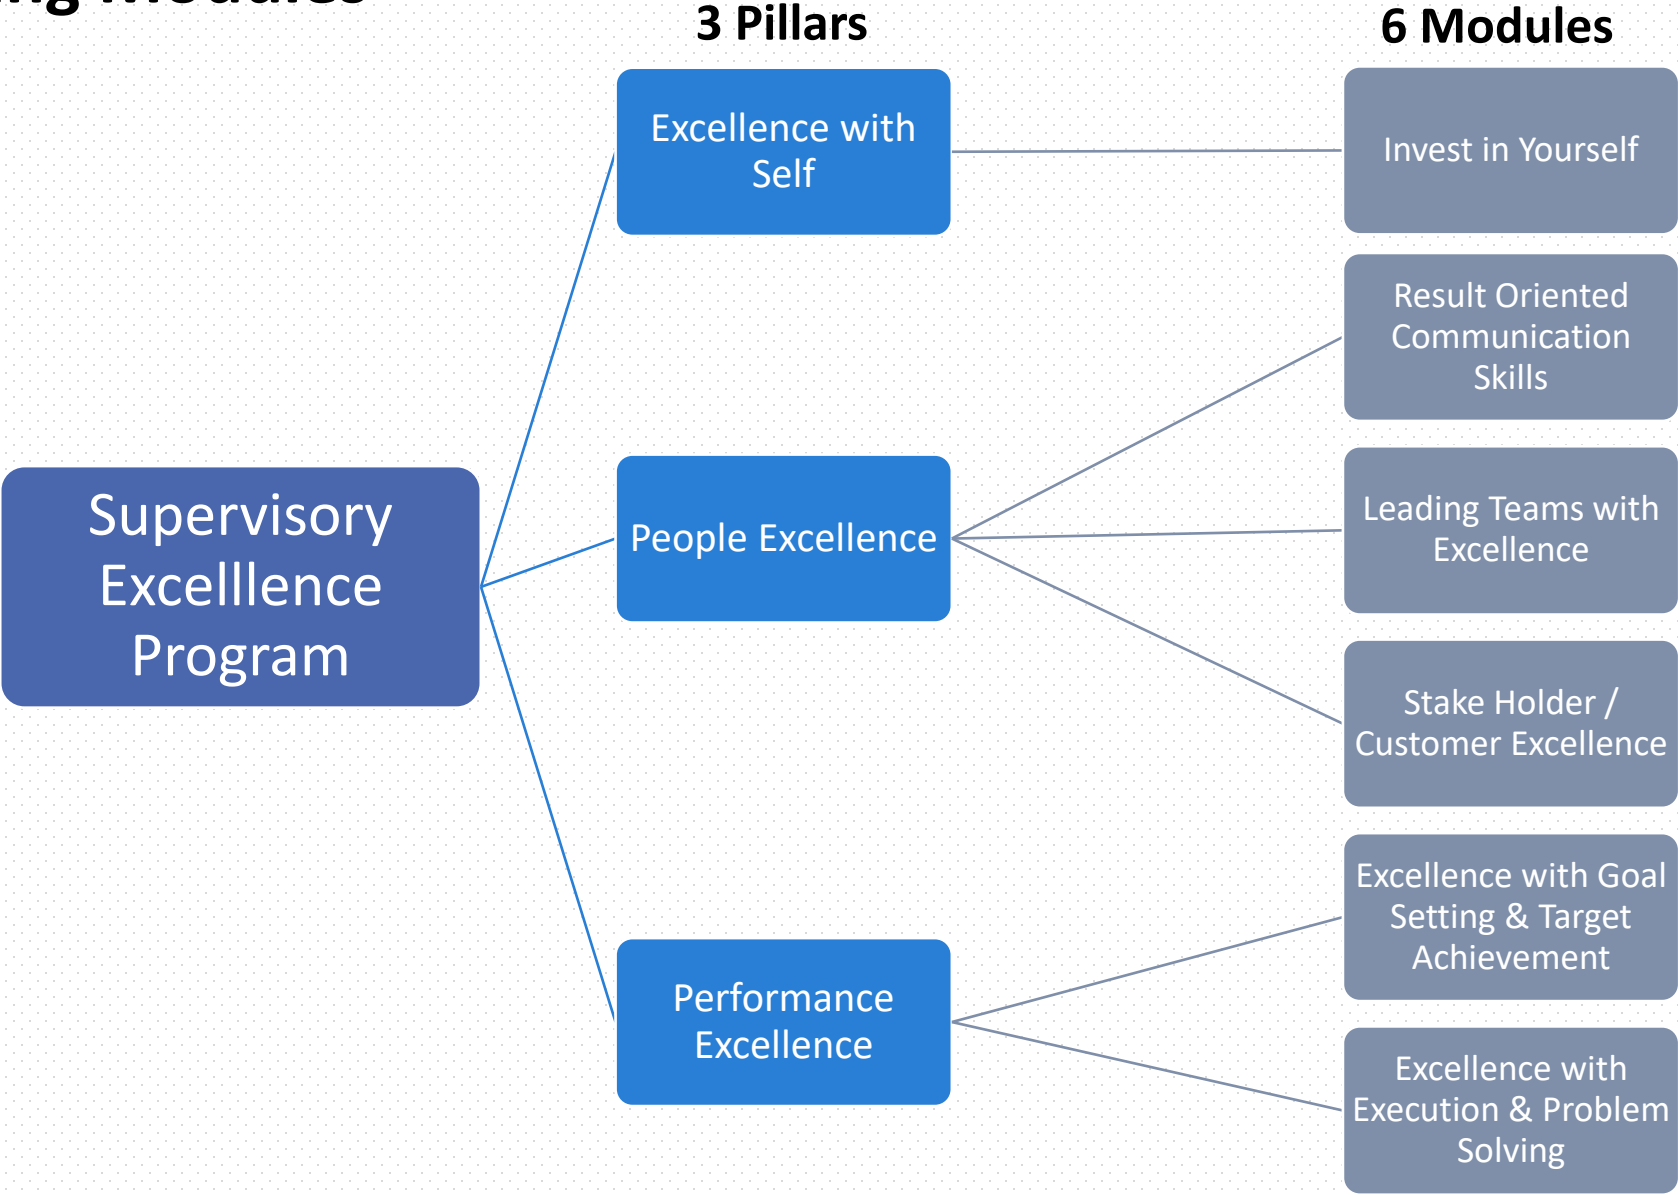 Modules
3 Pillars
6 Modules
Supervisory
Excelllence
Program
Excellence with
Self
People Excellence
Performance
Excellence
Invest in Yourself
Result Oriented
Communication
Skills
Leading Teams with
Excellence
Stake Holder /
Customer Excellence
Excellence with Goal
Setting & Target
Achievement
Excellence with
Execution & Problem
Solving